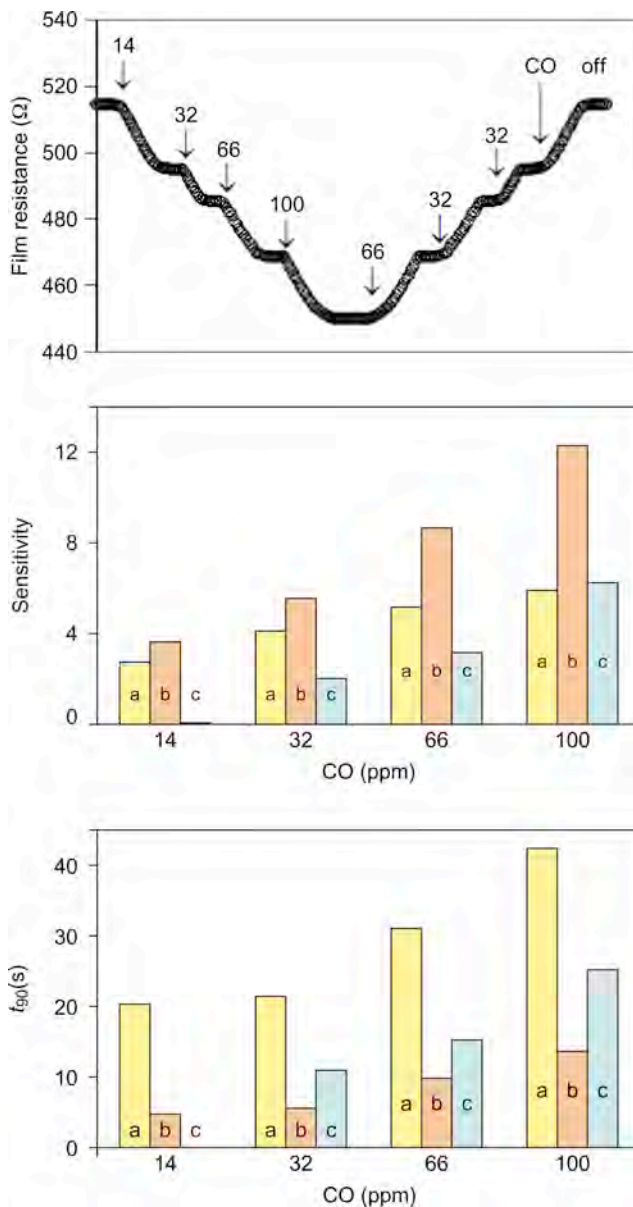 540
520
500
480
460
440
Film resistance (Ω)
14
32
66
100
66
32
32
CO off
12
8
4
0
Sensitivity
a b c
a b c
a b c
a b c
14 32 66 100
CO (ppm)
40
30
20
10
0
t90(s)
a b c
a b c
a b c
a b c
14 32 66 100
CO (ppm)